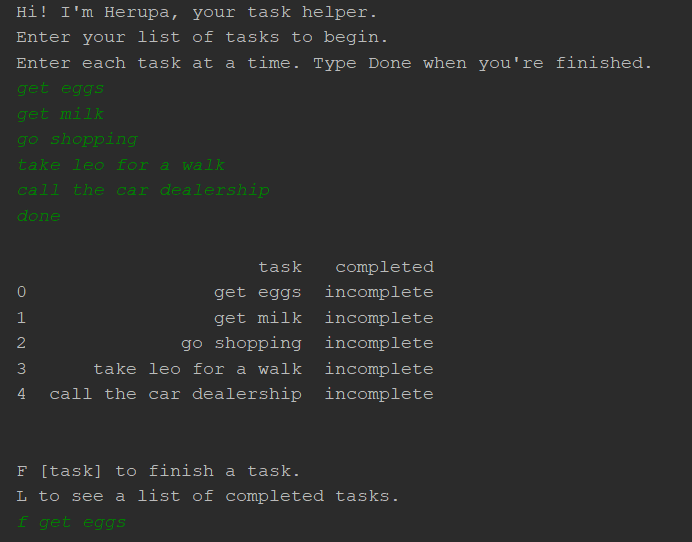 Hi! I'm Herupa, your task helper.
Enter your list of tasks to begin.
Enter each task at a time. Type Done when you're finished.
get eggs
get milk
go shopping
take leo for a walk
call the car dealership
done
task completed
0 get eggs incomplete
1 get milk incomplete
2 go shopping incomplete
3 take leo for a walk incomplete
4 call the car dealership incomplete
F [task] to finish a task.
L to see a list of completed tasks.
f get eggs